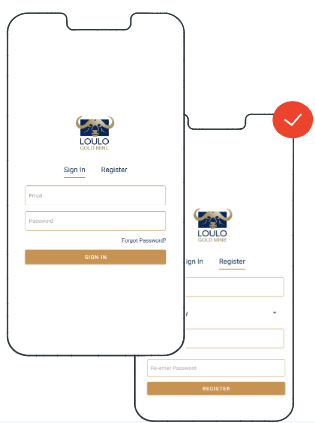 LOULO
GOLD MINE
Sign In Register
Email
Password
Forgot Password?
SIGN IN
LOULO
GOLD MINE
ign In Register
Re-enter Password
REGISTER